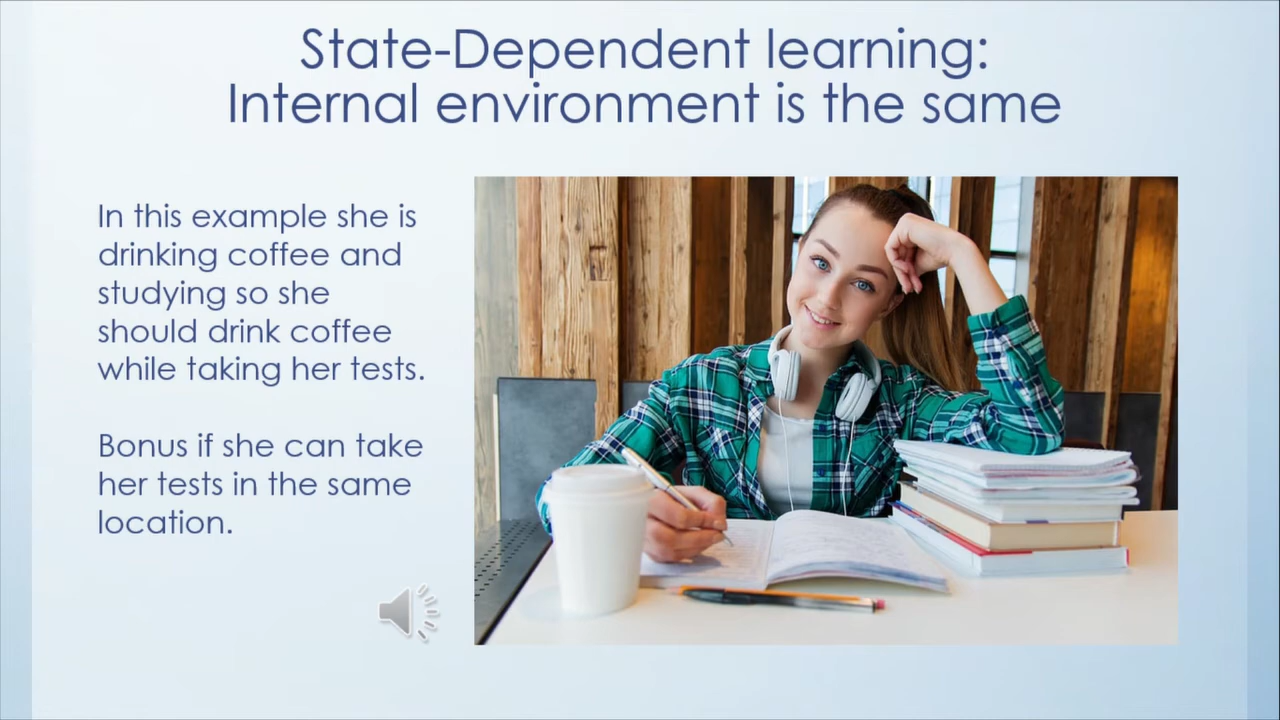 State-Dependent learning:
Internal environment is the same
In this example she is
drinking coffee and
studying so she
should drink coffee
while taking her tests.
Bonus if she can take
her tests in the same
location.